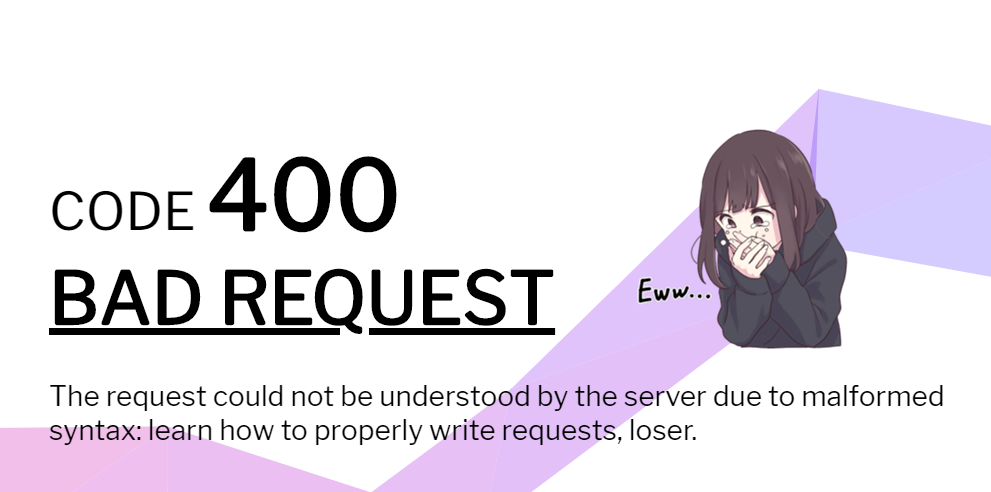 CODE 400
BAD REQUEST
Eww...
The request could not be understood by the server due to malformed
syntax: learn how to properly write requests, loser.